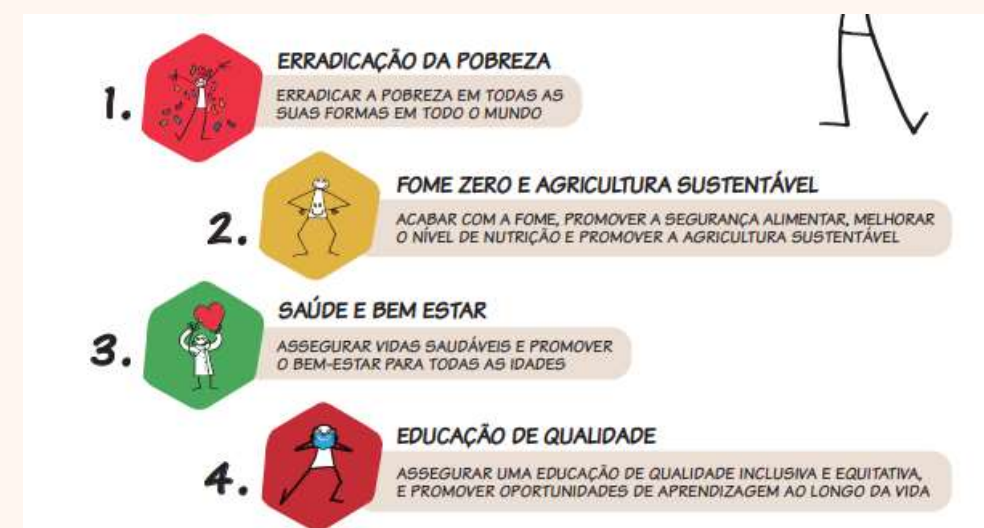 1.
ERRADICAÇÃO DA POBREZA
ERRADICAR A POBREZA EM TODAS AS
SUAS FORMAS EM TODO O MUNDO
2.
FOME ZERO E AGRICULTURA SUSTENTÁVEL
ACABAR COM A FOME, PROMOVER A SEGURANÇA ALIMENTAR, MELHORAR
O NÍVEL DE NUTRIÇÃO E PROMOVER A AGRICULTURA SUSTENTÁVEL
3.
SAÚDE E BEM ESTAR
ASSEGURAR VIDAS SAUDÁVEIS E PROMOVER
O BEM-ESTAR PARA TODAS AS IDADES
4.
EDUCAÇÃO DE QUALIDADE
ASSEGURAR UMA EDUCAÇÃO DE QUALIDADE INCLUSIVA E EQUITATIVA,
E PROMOVER OPORTUNIDADES DE APRENDIZAGEM AO LONGO DA VIDA